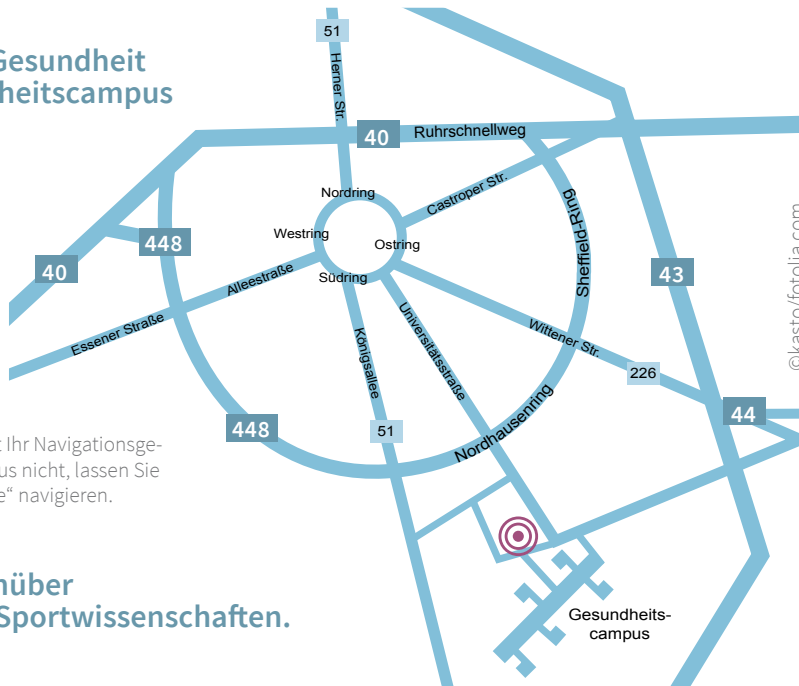 Gesundheit
heitscampus
51
Herner Str.
40
Ruhrschnellweg
Nordring
Castroper Str.
Sheffield-Ring
Westring
Ostring
448
40
Südring
43
Alleestraße
Essener Straße
Königsallee
Universitätsstraße
Wittener Str.
226
©kasto/fotolia.com
448
51
Nordhausenring
44
t Ihr Navigationsge-
us nicht, lassen Sie
e“ navigieren.
nüber
Sportwissenschaften.
Gesundheits-
campus